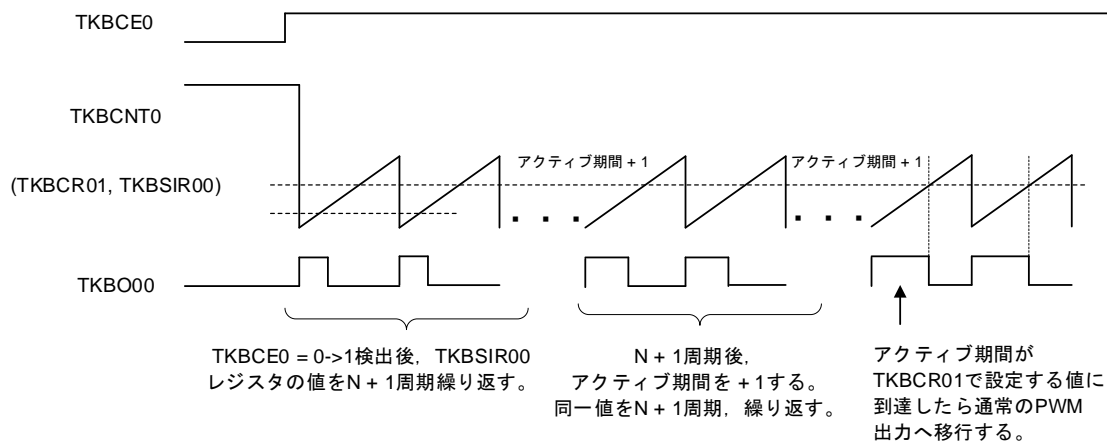 TKBCE0
TKBCNT0
アクティブ期間 + 1
アクティブ期間 + 1
(TKBCR01, TKBSIR00)
TKBO00
TKBCE0 = 0->1検出後，TKBSIR00
レジスタの値をN + 1周期繰り返す。
N + 1周期後，
アクティブ期間を + 1する。
同一値をN + 1周期，繰り返す。
アクティブ期間が
TKBCR01で設定する値に
到達したら通常のPWM
出力へ移行する。